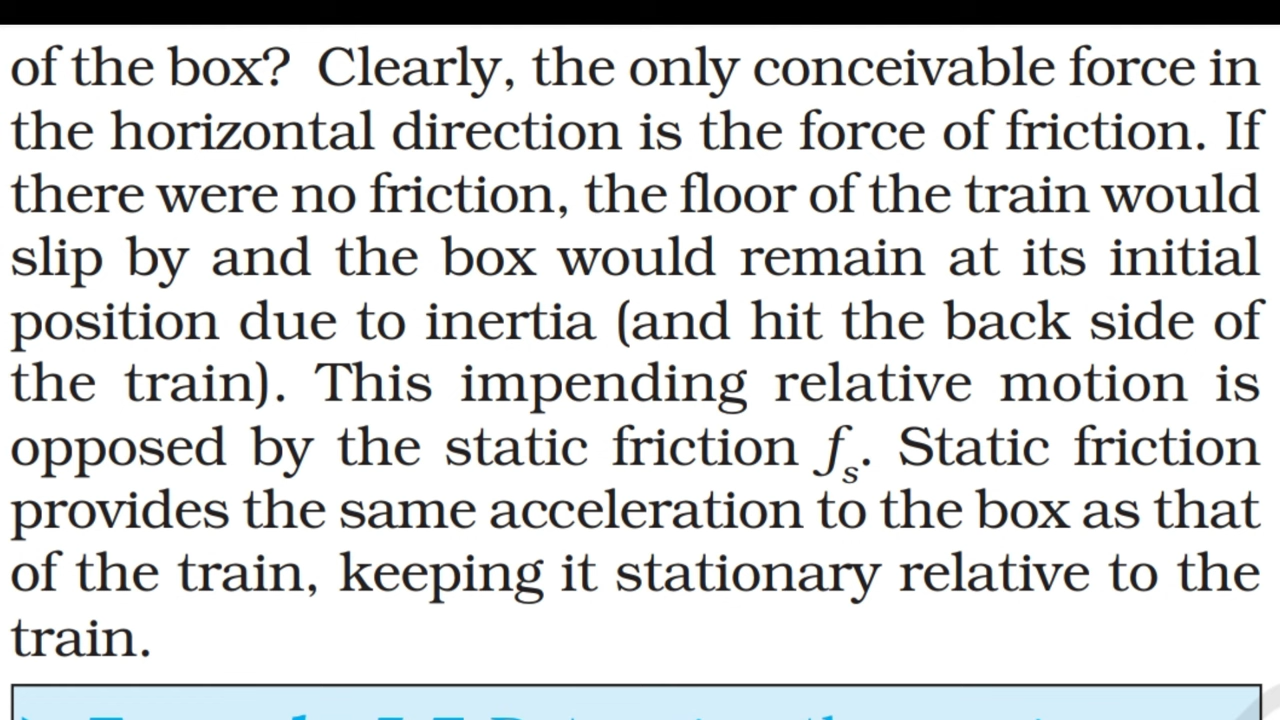 of the box? Clearly, the only conceivable force in
the horizontal direction is the force of friction. If
there were no friction, the floor of the train would
slip by and the box would remain at its initial
position due to inertia (and hit the back side of
the train). This impending relative motion is
opposed by the static friction fs. Static friction
provides the same acceleration to the box as that
of the train, keeping it stationary relative to the
train.